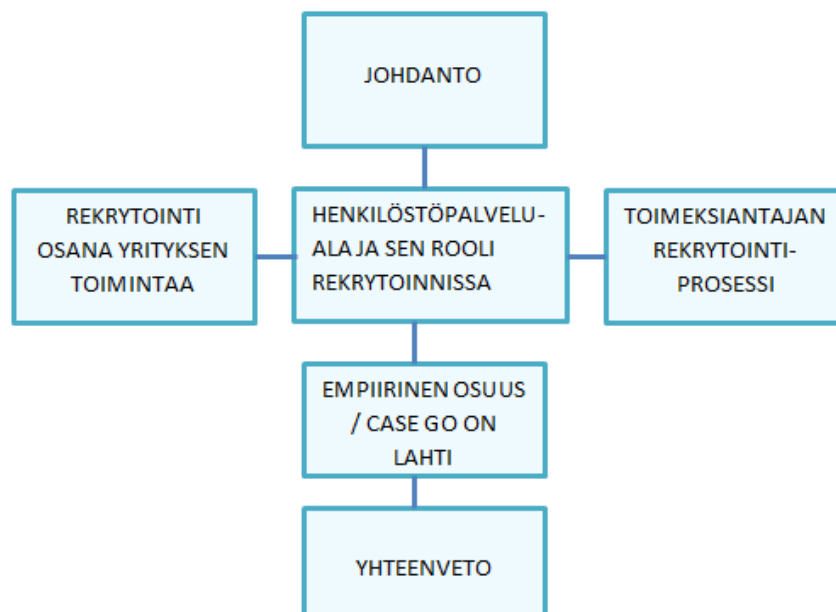 JOHDANTO
REKRYTOINTI
OSANA YRITYKSEN
TOIMINTAA
HENKILÖSTÖPALVELU-
ALA JA SEN ROOLI
REKRYTOINNISSA
TOIMEKSIANTAJAN
REKRYTOINTI-
PROSESSI
EMPIIRINEN OSUUS
/ CASE GO ON
LAHTI
YHTEENVETO